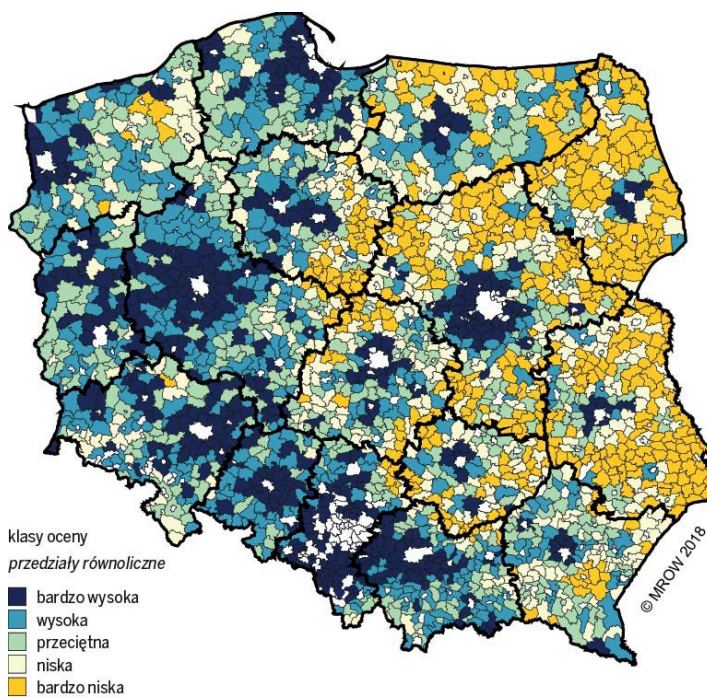 klasy oceny
przedziały równoliczne
bardzo wysoka
wysoka
przeciętna
niska
bardzo niska
© MROW 2018